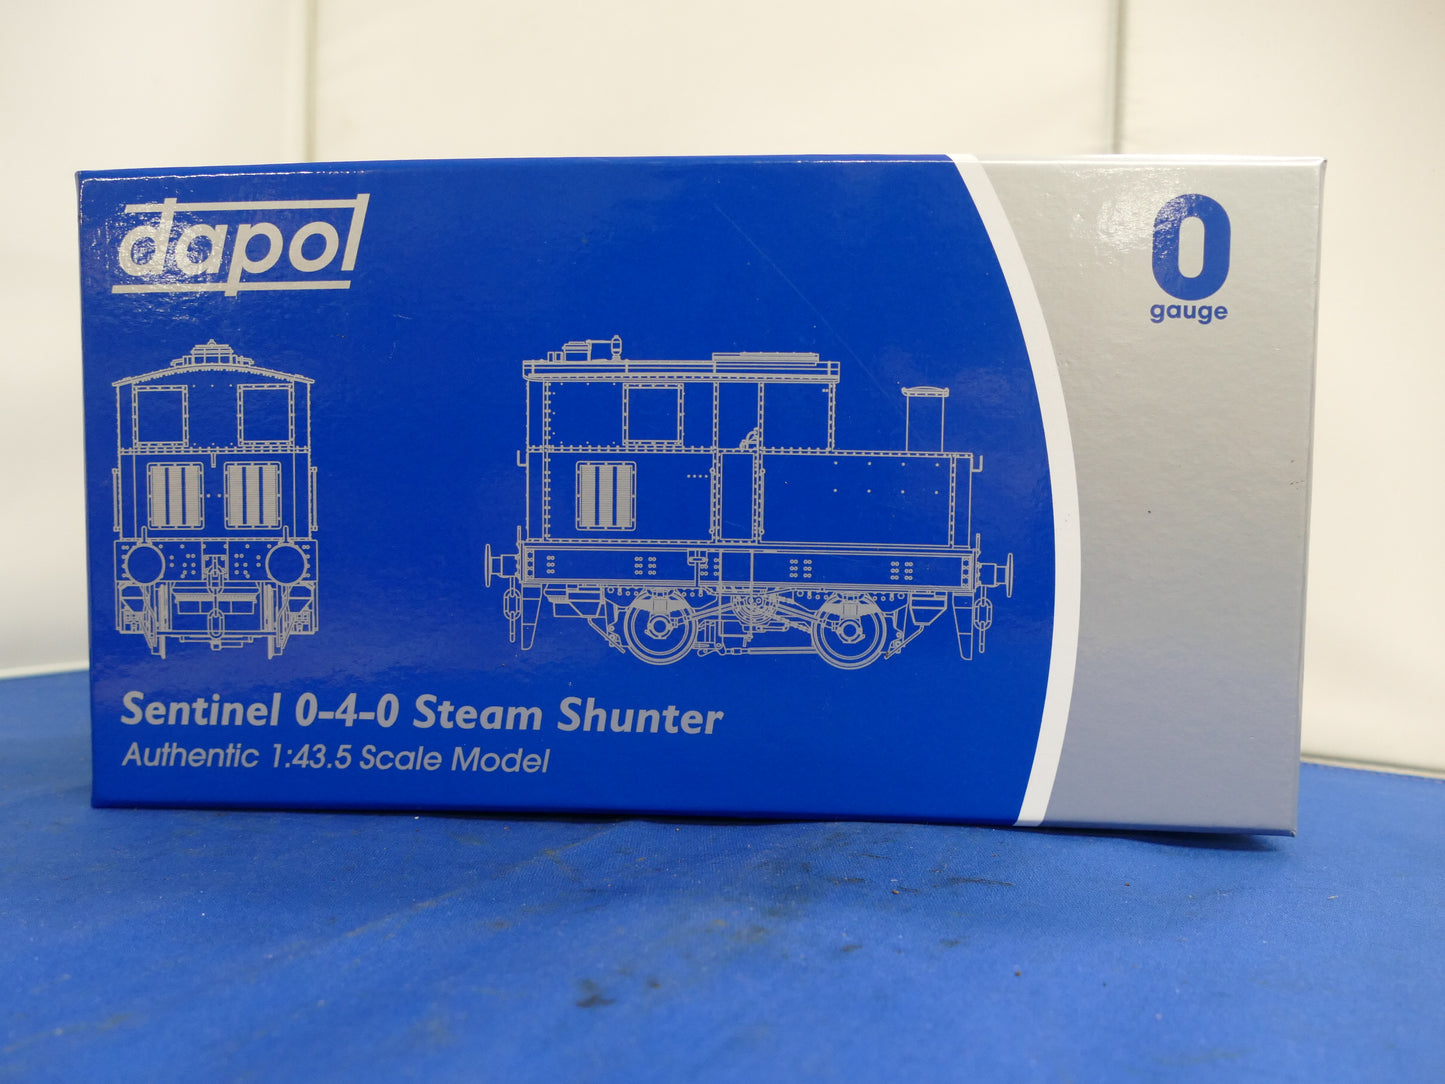 dapol
0
gauge
Sentinel 0-4-0 Steam Shunter
Authentic 1:43.5 Scale Model